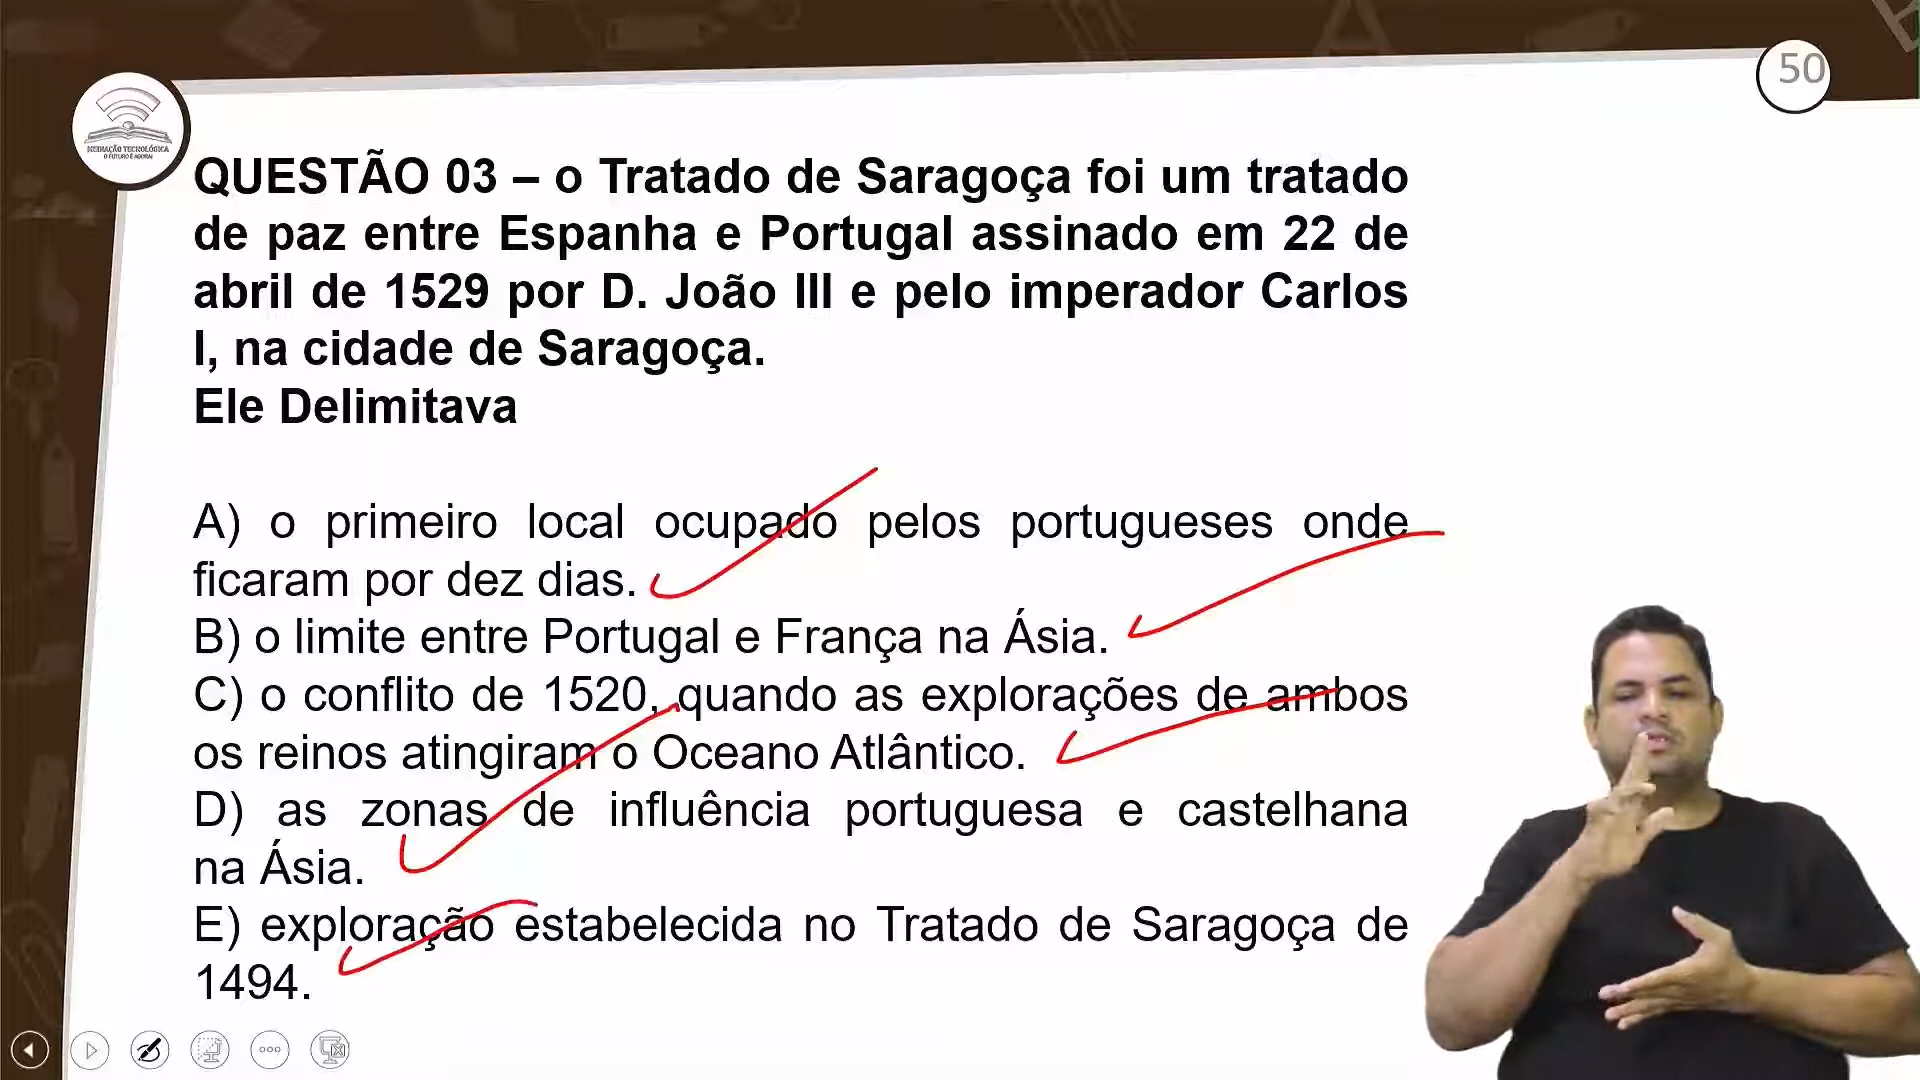 50
MEDIAÇÃO TECNOLÓGICA
O FUTURO É AGORA!
QUESTÃO 03 – o Tratado de Saragoça foi um tratado
de paz entre Espanha e Portugal assinado em 22 de
abril de 1529 por D. João III e pelo imperador Carlos
I, na cidade de Saragoça.
Ele Delimitava
A) o primeiro local ocupado pelos portugueses onde
ficaram por dez dias.
B) o limite entre Portugal e França na Ásia.
C) o conflito de 1520, quando as explorações de ambos
os reinos atingiram o Oceano Atlântico.
D) as zonas de influência portuguesa e castelhana
na Ásia.
E) exploração estabelecida no Tratado de Saragoça de
1494.